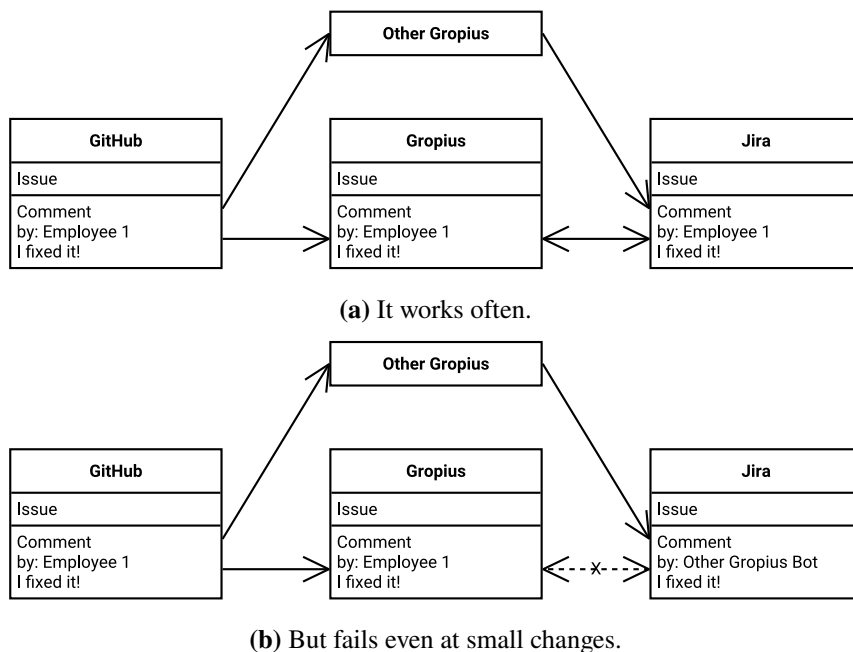 Other Gropius
GitHub
Issue
Comment
by: Employee 1
I fixed it!
Gropius
Issue
Comment
by: Employee 1
I fixed it!
Jira
Issue
Comment
by: Employee 1
I fixed it!
(a) It works often.
Other Gropius
GitHub
Issue
Comment
by: Employee 1
I fixed it!
Gropius
Issue
Comment
by: Employee 1
I fixed it!
x
Jira
Issue
Comment
by: Other Gropius Bot
I fixed it!
(b) But fails even at small changes.